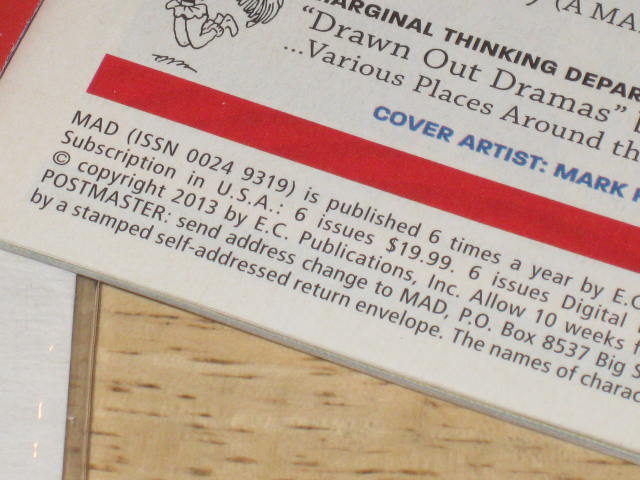 (A MA
MARGINAL THINKING DEPAR
"Drawn Out Dramas"
...Various Places Around th
COVER ARTIST: MARK
MAD (ISSN 0024 9319) is published 6 times a year by E.C
Subscription in U.S.A.: 6 issues $19.99. 6 issues Digital
© copyright 2013 by E.C. Publications, Inc. Allow 10 weeks f
POSTMASTER: send address change to MAD, P.O. Box 8537 Big S
by a stamped self-addressed return envelope. The names of charac